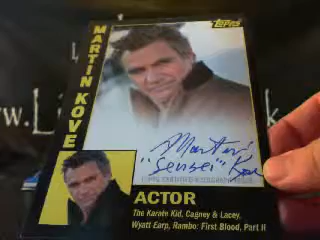 Topps
MARTIN KOVE
Martin
"Sensei" Kove
TOPPS CERTIFIED AUTOGRAPH ISSUE
ACTOR
The Karate Kid, Cagney & Lacey,
Wyatt Earp, Rambo: First Blood, Part II